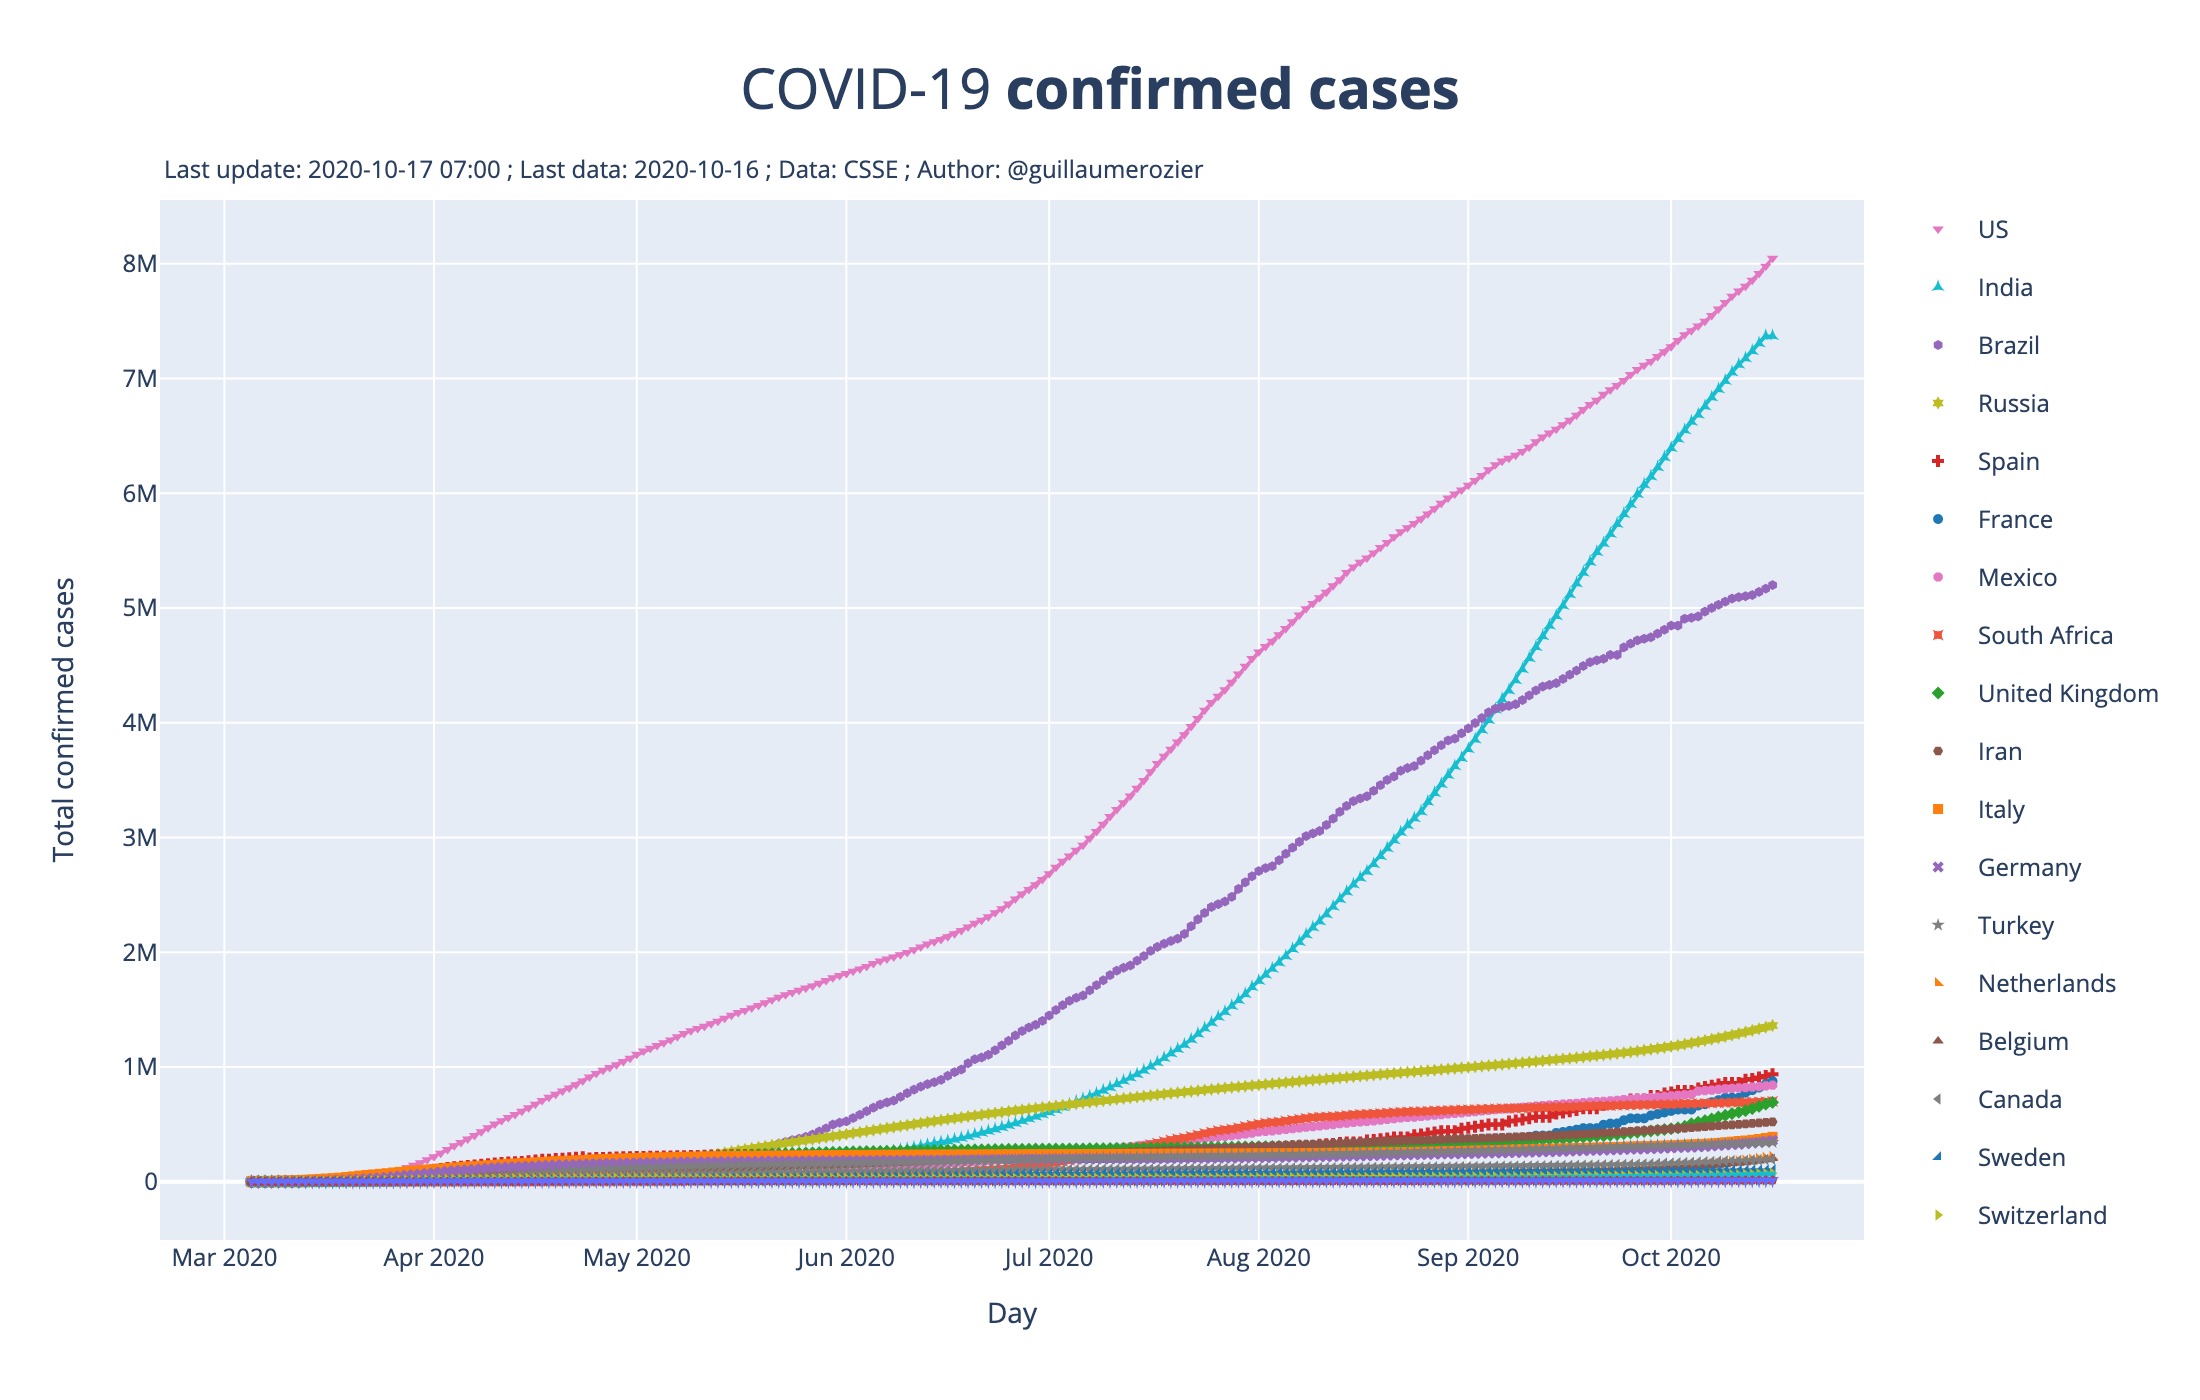 COVID-19 confirmed cases
Last update: 2020-10-17 07:00 ; Last data: 2020-10-16 ; Data: CSSE ; Author: @guillaumerozier
8M
7M
6M
5M
4M
3M
2M
1M
0
Total confirmed cases
Mar 2020 Apr 2020 May 2020 Jun 2020 Jul 2020 Aug 2020 Sep 2020 Oct 2020
Day
US
India
Brazil
Russia
Spain
France
Mexico
South Africa
United Kingdom
Iran
Italy
Germany
Turkey
Netherlands
Belgium
Canada
Sweden
Switzerland